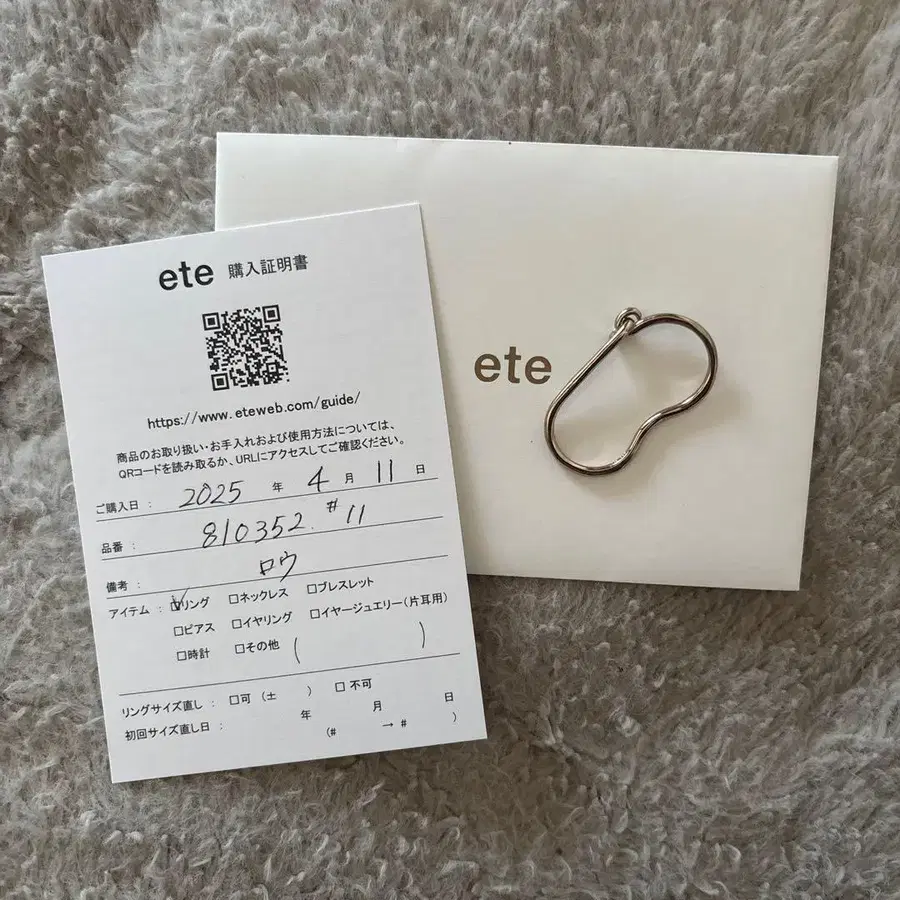 ete 購入証明書
https://www.eteweb.com/guide/
商品のお取り扱い・お手入れおよび使用方法については、
QRコードを読み取るか、URLにアクセスしてご確認ください。
ご購入日： 2025 年 4 月 11 日
品番： 810352 #11
備考： ロウ
アイテム： ☑リング □ネックレス □ブレスレット
□ピアス □イヤリング □イヤージュエリー(片耳用)
□時計 □その他 ( )
リングサイズ直し： □可 (± ) □不可
初回サイズ直し日： 年 月 日
(# → # )
ete